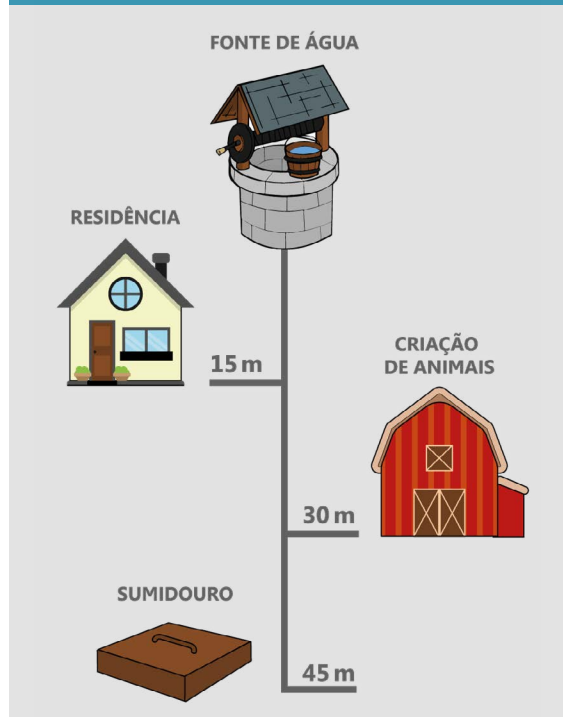 FONTE DE ÁGUA
RESIDÊNCIA
15 m
CRIAÇÃO
DE ANIMAIS
30 m
SUMIDOURO
45 m